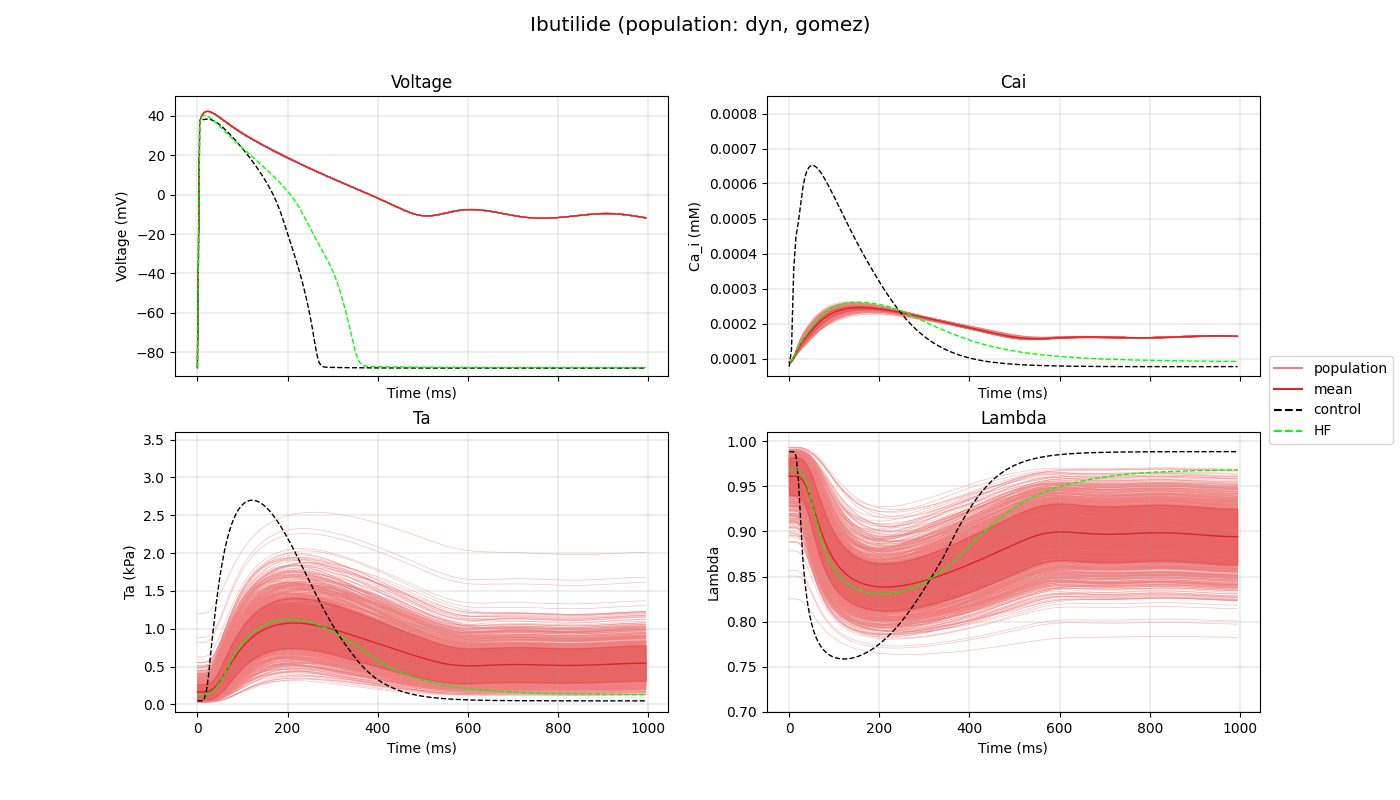 Ibutilide (population: dyn, gomez)
Voltage
Voltage (mV)
40
20
0
−20
−40
−60
−80
Time (ms)
Cai
Ca_i (mM)
0.0008
0.0007
0.0006
0.0005
0.0004
0.0003
0.0002
0.0001
Time (ms)
population
mean
control
HF
Ta
Ta (kPa)
3.5
3.0
2.5
2.0
1.5
1.0
0.5
0.0
0 200 400 600 800 1000
Time (ms)
Lambda
Lambda
1.00
0.95
0.90
0.85
0.80
0.75
0.70
0 200 400 600 800 1000
Time (ms)